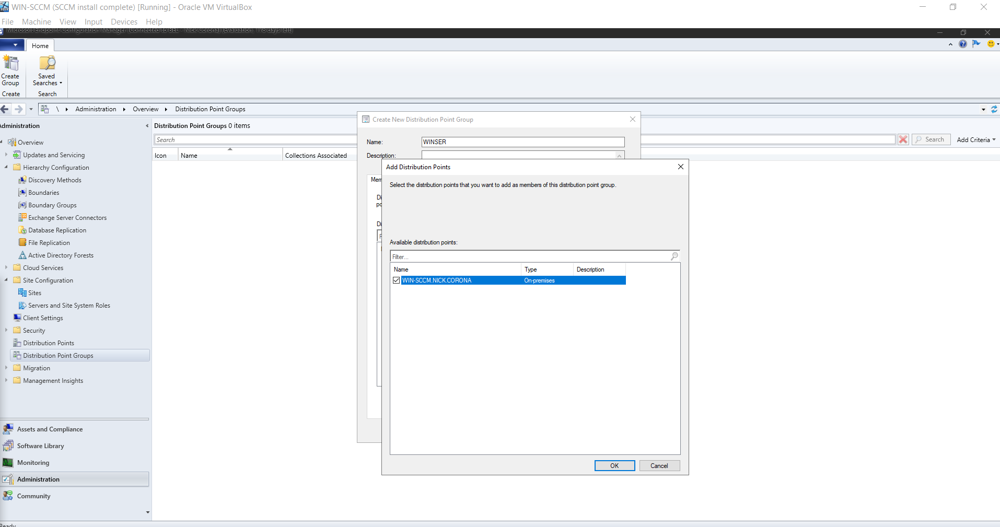 WIN-SCCM (SCCM install complete) [Running] - Oracle VM VirtualBox
File Machine View Input Devices Help
Microsoft Endpoint Configuration Manager (Connected to BEL - Nick Corona) (Evaluation, 178 days left)
Home
Create Group
Saved Searches
Create
Search
\ Administration Overview Distribution Point Groups
Administration
Overview
Updates and Servicing
Hierarchy Configuration
Discovery Methods
Boundaries
Boundary Groups
Exchange Server Connectors
Database Replication
File Replication
Active Directory Forests
Cloud Services
Site Configuration
Sites
Servers and Site System Roles
Client Settings
Security
Distribution Points
Distribution Point Groups
Migration
Management Insights
Assets and Compliance
Software Library
Monitoring
Administration
Community
Ready
Distribution Point Groups 0 items
Search
Search
Add Criteria
Icon Name Collections Associated
Create New Distribution Point Group
Name: WINSER
Description:
Mem
Di
po
Di
F
Add Distribution Points
Select the distribution points that you want to add as members of this distribution point group.
Available distribution points:
Filter...
Name Type Description
WIN-SCCM.NICK.CORONA On-premises
OK Cancel